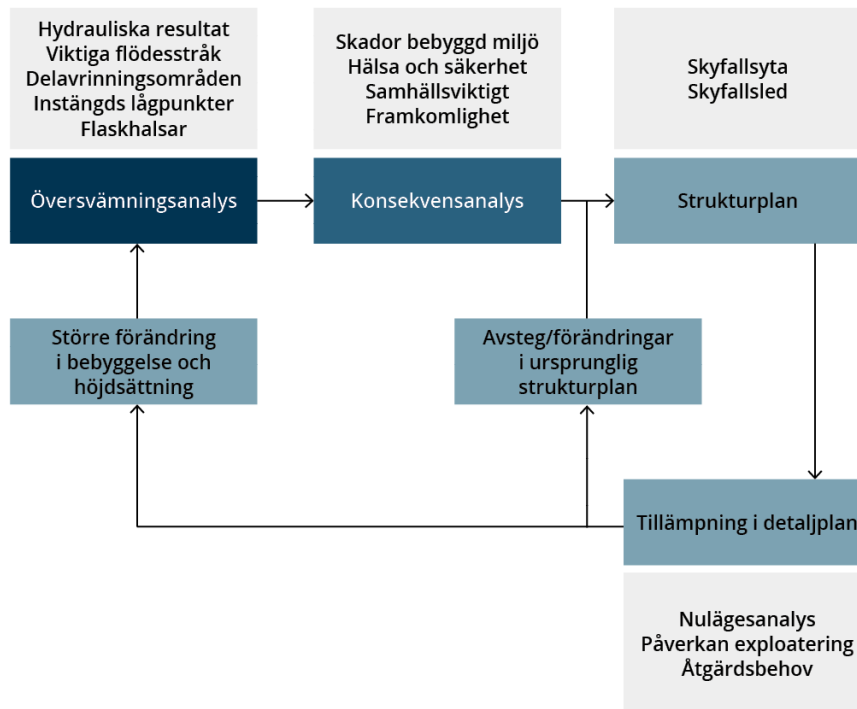 Hydrauliska resultat
Viktiga flödesstråk
Delavrinningsområden
Instängds lågpunkter
Flaskhalsar
Skador bebyggd miljö
Hälsa och säkerhet
Samhällsviktigt
Framkomlighet
Skyfallsyta
Skyfallsled
Översvämningsanalys
Konsekvensanalys
Strukturplan
Större förändring
i bebyggelse och
höjdsättning
Avsteg/förändringar
i ursprunglig
strukturplan
Tillämpning i detaljplan
Nulägesanalys
Påverkan exploatering
Åtgärdsbehov